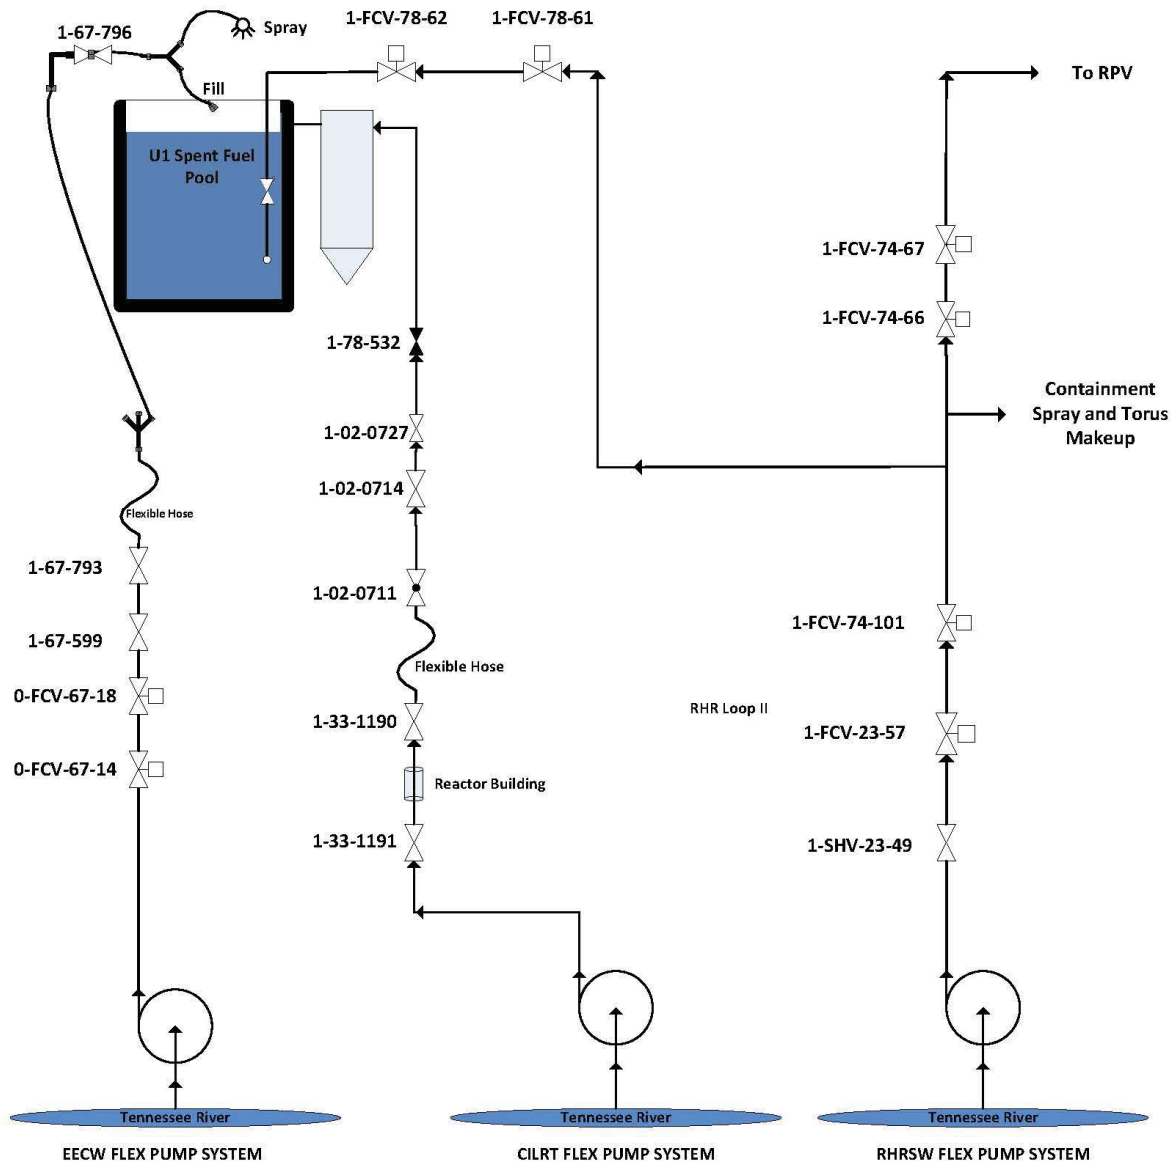 1-FCV-78-62
1-FCV-78-61
1-67-796
Spray
To RPV
Fill
U1 Spent Fuel
Pool
1-FCV-74-67
1-FCV-74-66
1-78-532
Containment
Spray and Torus
Makeup
1-02-0727
1-02-0714
Flexible Hose
1-67-793
1-02-0711
1-FCV-74-101
1-67-599
Flexible Hose
0-FCV-67-18
RHR Loop II
1-33-1190
1-FCV-23-57
0-FCV-67-14
Reactor Building
1-33-1191
1-SHV-23-49
Tennessee River
Tennessee River
Tennessee River
EECW FLEX PUMP SYSTEM
CILRT FLEX PUMP SYSTEM
RHRSW FLEX PUMP SYSTEM